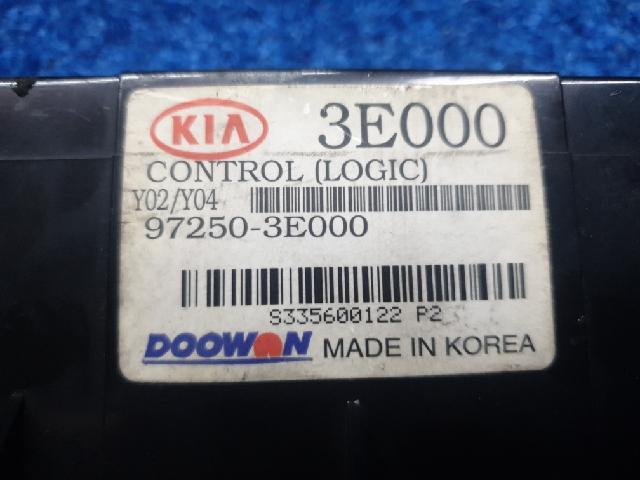 KIA 3E000
CONTROL (LOGIC)
Y02/Y04
97250-3E000
S335600122 P2
DOOWON MADE IN KOREA